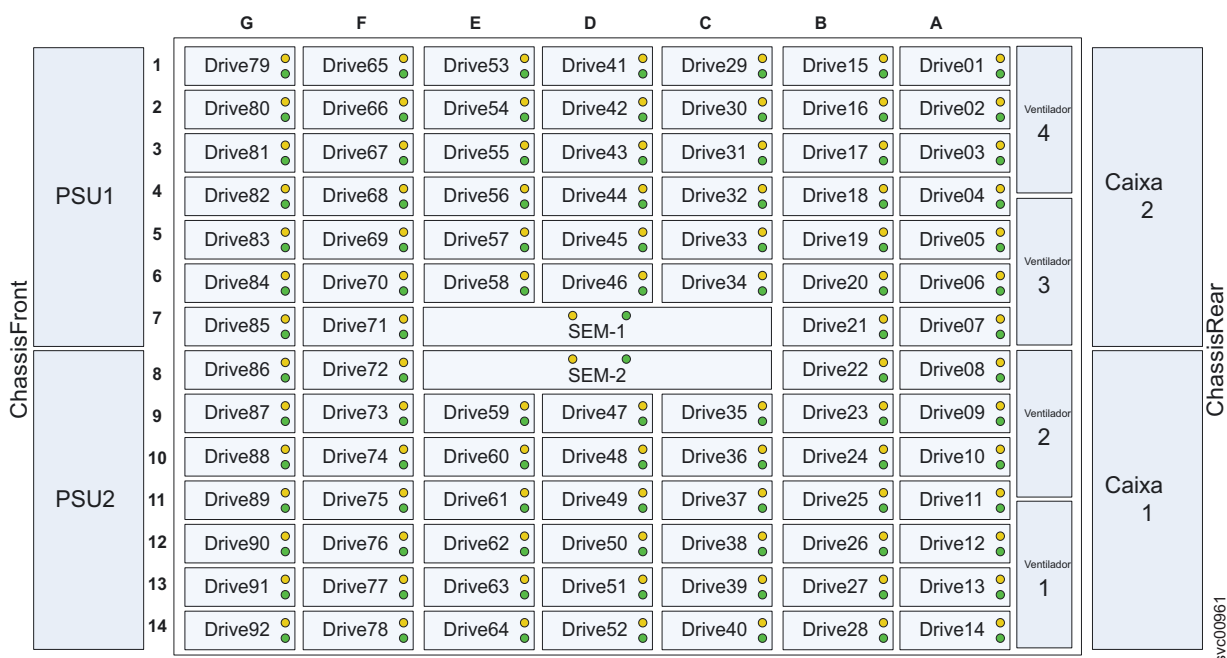 G F E D C B A
ChassisFront
PSU1
PSU2
1 Drive79 Drive65 Drive53 Drive41 Drive29 Drive15 Drive01
2 Drive80 Drive66 Drive54 Drive42 Drive30 Drive16 Drive02
3 Drive81 Drive67 Drive55 Drive43 Drive31 Drive17 Drive03
4 Drive82 Drive68 Drive56 Drive44 Drive32 Drive18 Drive04
5 Drive83 Drive69 Drive57 Drive45 Drive33 Drive19 Drive05
6 Drive84 Drive70 Drive58 Drive46 Drive34 Drive20 Drive06
7 Drive85 Drive71 SEM-1 Drive21 Drive07
8 Drive86 Drive72 SEM-2 Drive22 Drive08
9 Drive87 Drive73 Drive59 Drive47 Drive35 Drive23 Drive09
10 Drive88 Drive74 Drive60 Drive48 Drive36 Drive24 Drive10
11 Drive89 Drive75 Drive61 Drive49 Drive37 Drive25 Drive11
12 Drive90 Drive76 Drive62 Drive50 Drive38 Drive26 Drive12
13 Drive91 Drive77 Drive63 Drive51 Drive39 Drive27 Drive13
14 Drive92 Drive78 Drive64 Drive52 Drive40 Drive28 Drive14
Ventilador
4
Ventilador
3
Ventilador
2
Ventilador
1
Caixa
2
Caixa
1
ChassisRear
svc00961